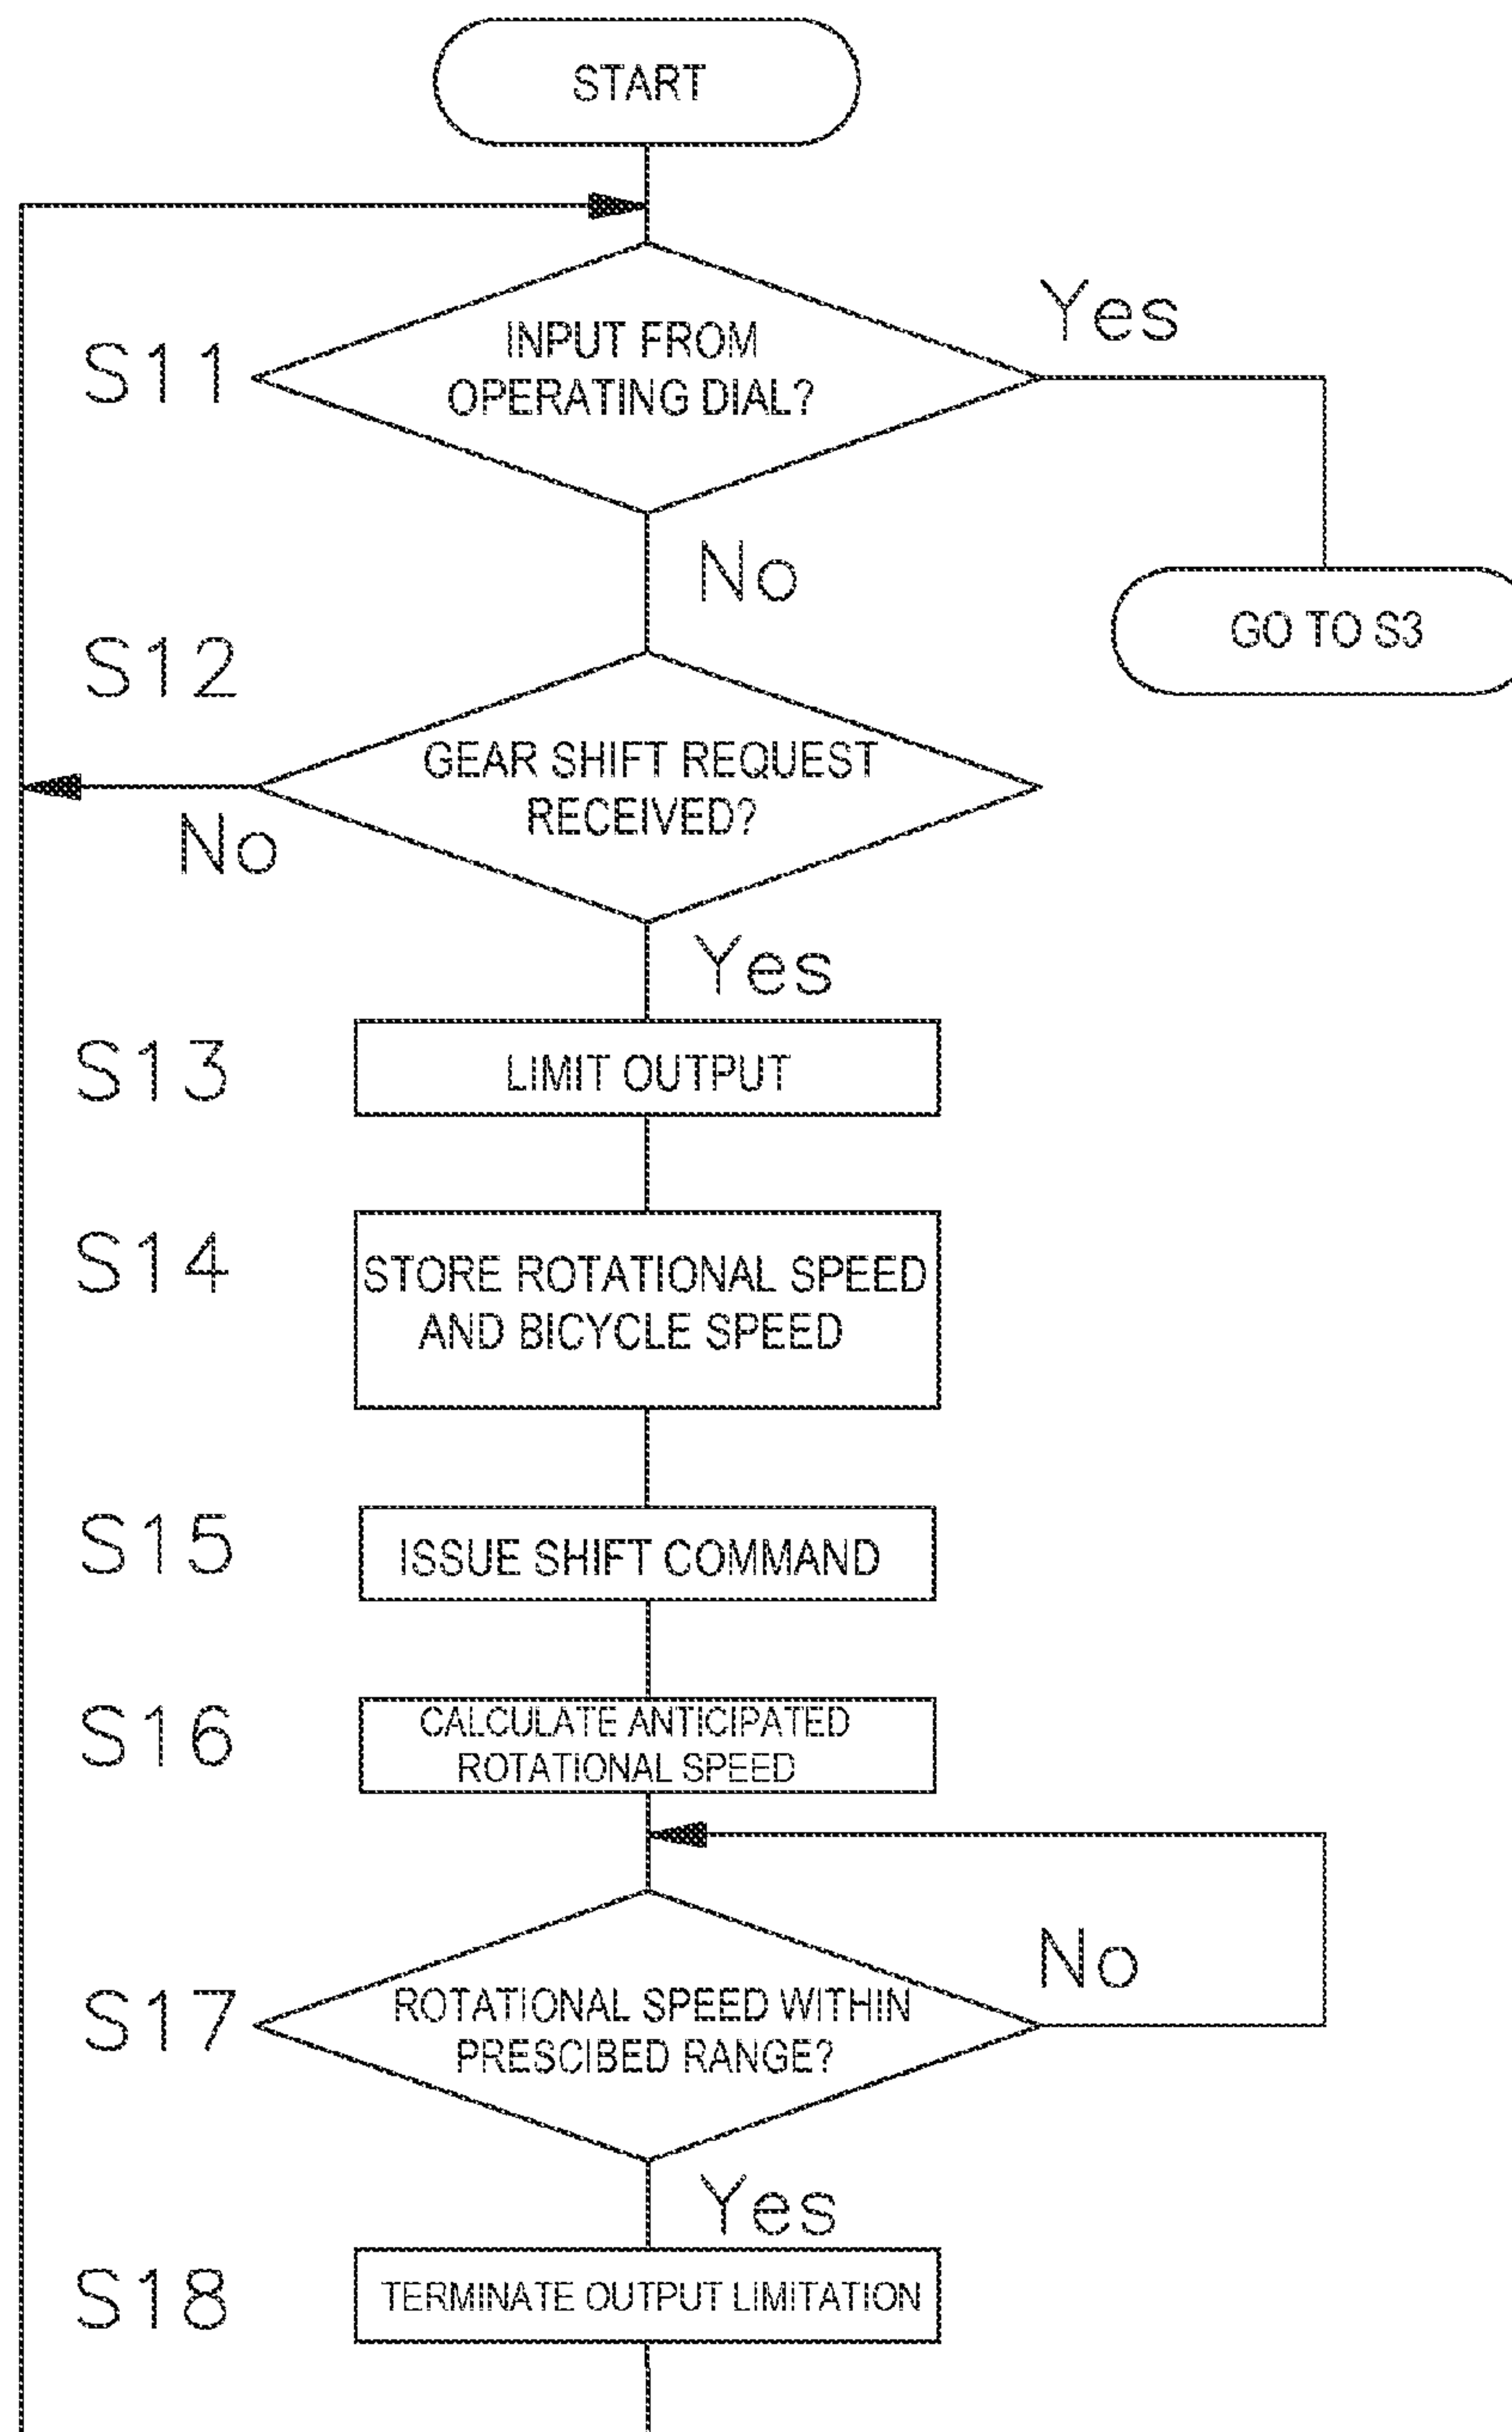 START
INPUT FROM
OPERATING DIAL?
Yes
S11
No
GO TO S3
S12
GEAR SHIFT REQUEST
RECEIVED?
No
Yes
S13
LIMIT OUTPUT
S14
STORE ROTATIONAL SPEED
AND BICYCLE SPEED
S15
ISSUE SHIFT COMMAND
S16
CALCULATE ANTICIPATED
ROTATIONAL SPEED
S17
ROTATIONAL SPEED WITHIN
PRESCIBED RANGE?
No
Yes
S18
TERMINATE OUTPUT LIMITATION